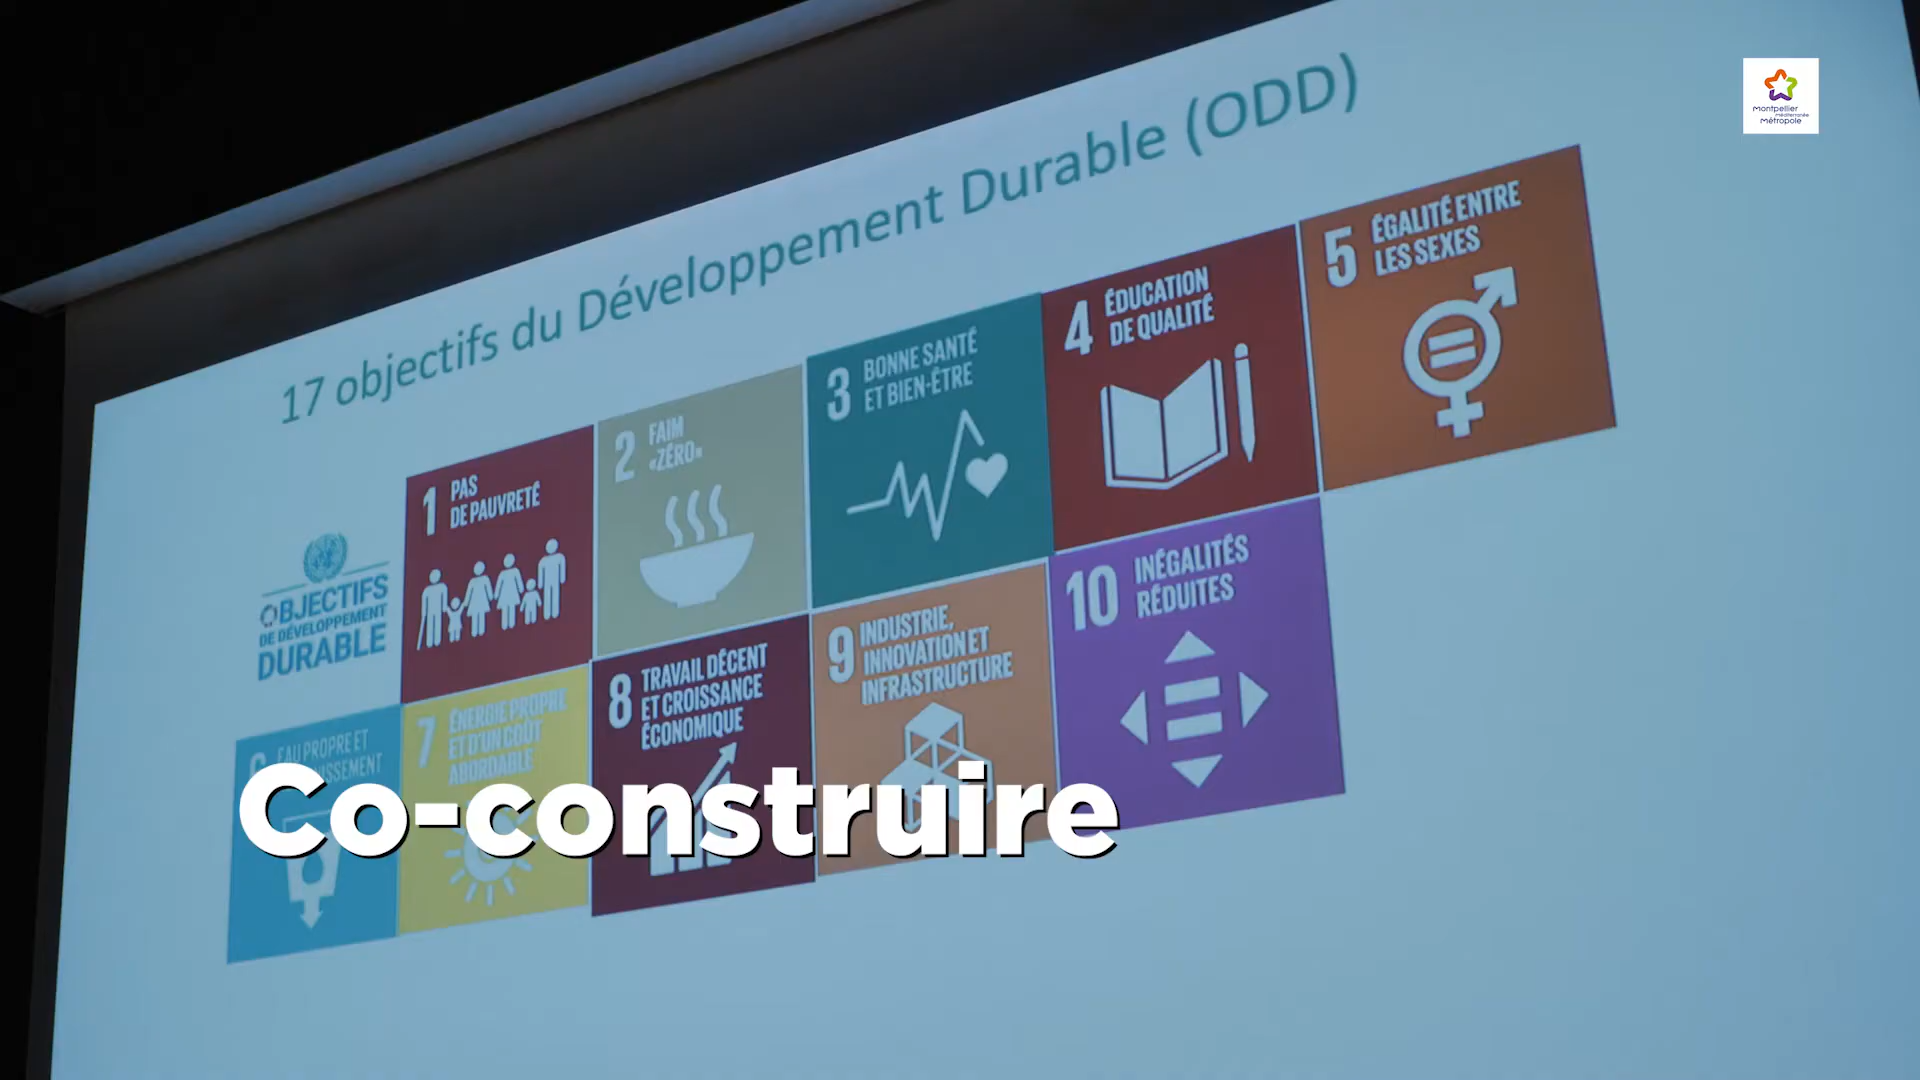 montpellier
méditerranée
métropole
17 objectifs du Développement Durable (ODD)
OBJECTIFS
DE DÉVELOPPEMENT
DURABLE
1 PAS
DE PAUVRETÉ
2 FAIM
«ZÉRO»
3 BONNE SANTÉ
ET BIEN-ÊTRE
4 ÉDUCATION
DE QUALITÉ
5 ÉGALITÉ ENTRE
LES SEXES
EAU PROPRE ET
7 ÉNERGIE PROPRE
ET D'UN COÛT
ABORDABLE
8 TRAVAIL DÉCENT
ET CROISSANCE
ÉCONOMIQUE
9 INDUSTRIE,
INNOVATION ET
INFRASTRUCTURE
10 INÉGALITÉS
RÉDUITES
Co-construire